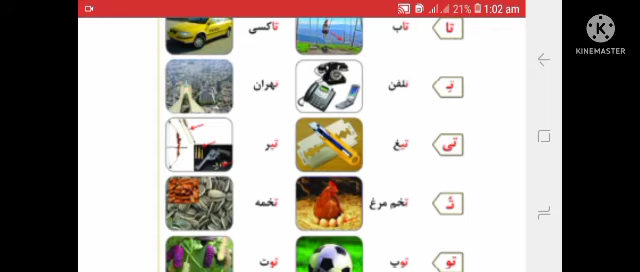 21% 1:02 am
KINEMASTER
تا تاب تاکسی
تِـ تلفن تهران
تی تیغ تیر
تُـ تخم مرغ تخمه
تو توپ توت